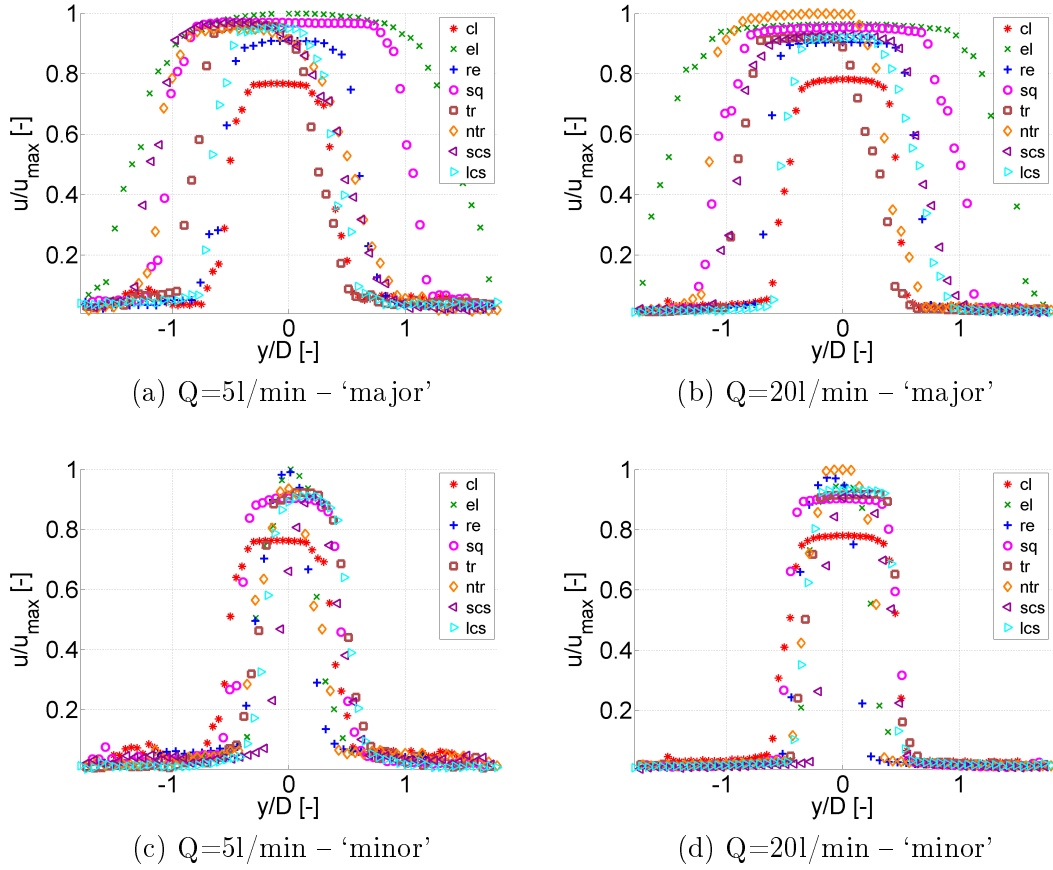 1
0.8
0.6
0.4
0.2
u/u_max [-]
-1 0 1
y/D [-]
cl
el
re
sq
tr
ntr
scs
lcs
(a) Q=5l/min – ‘major’
1
0.8
0.6
0.4
0.2
u/u_max [-]
-1 0 1
y/D [-]
cl
el
re
sq
tr
ntr
scs
lcs
(b) Q=20l/min – ‘major’
1
0.8
0.6
0.4
0.2
u/u_max [-]
-1 0 1
y/D [-]
cl
el
re
sq
tr
ntr
scs
lcs
(c) Q=5l/min – ‘minor’
1
0.8
0.6
0.4
0.2
u/u_max [-]
-1 0 1
y/D [-]
cl
el
re
sq
tr
ntr
scs
lcs
(d) Q=20l/min – ‘minor’